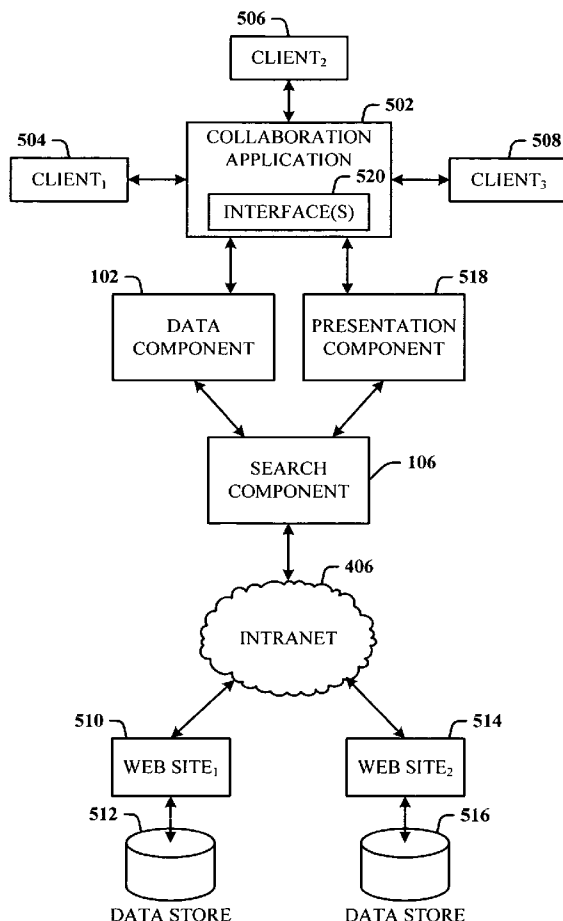 506
CLIENT₂
502
504
COLLABORATION
APPLICATION
508
CLIENT₁
520
CLIENT₃
INTERFACE(S)
102
518
DATA
COMPONENT
PRESENTATION
COMPONENT
SEARCH
COMPONENT
106
406
INTRANET
510
514
WEB SITE₁
WEB SITE₂
512
516
DATA STORE
DATA STORE